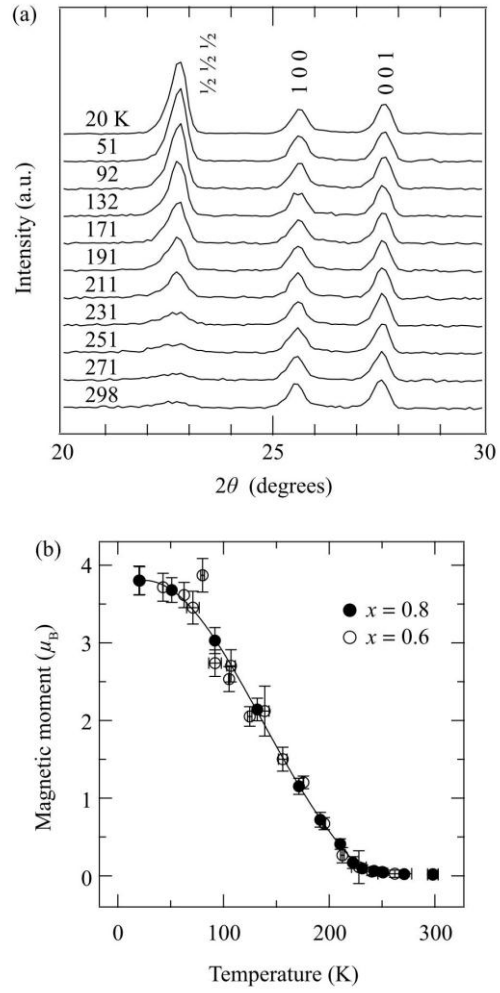 (a)
½ ½ ½
1 0 0
0 0 1
20 K
51
92
132
171
191
211
231
251
271
298
Intensity (a.u.)
20
25
30
2θ (degrees)
(b)
4
3
2
1
0
x = 0.8
x = 0.6
Magnetic moment (μB)
0
100
200
300
Temperature (K)